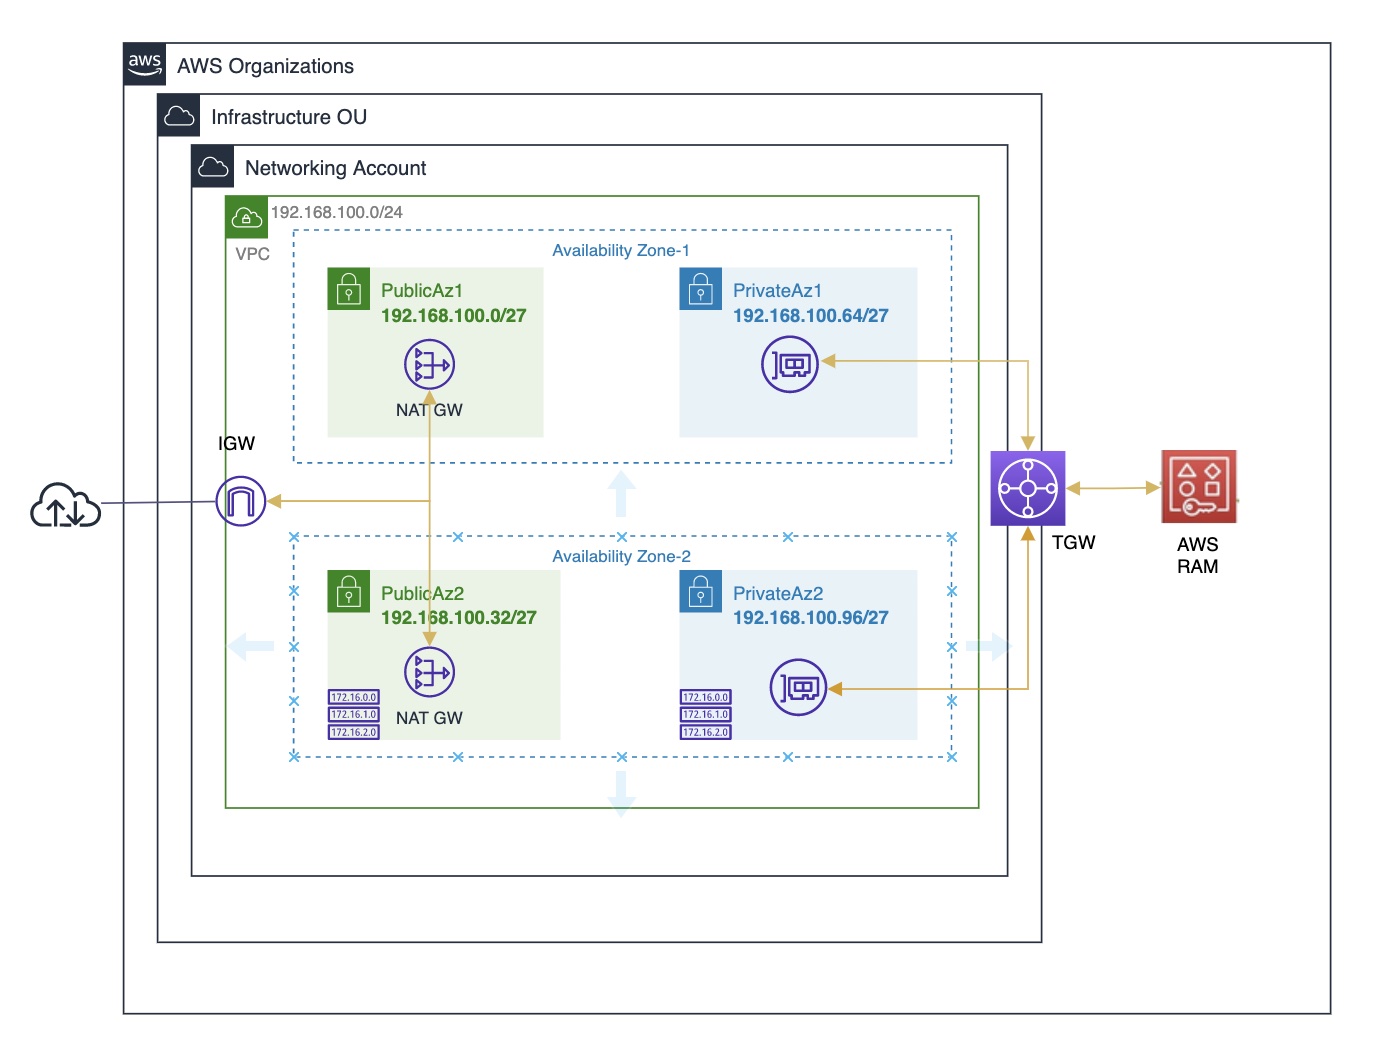 aws
AWS Organizations
Infrastructure OU
Networking Account
192.168.100.0/24
VPC
Availability Zone-1
PublicAz1
192.168.100.0/27
NAT GW
PrivateAz1
192.168.100.64/27
IGW
TGW
AWS
RAM
Availability Zone-2
PublicAz2
192.168.100.32/27
172.16.0.0
172.16.1.0
172.16.2.0
NAT GW
PrivateAz2
192.168.100.96/27
172.16.0.0
172.16.1.0
172.16.2.0